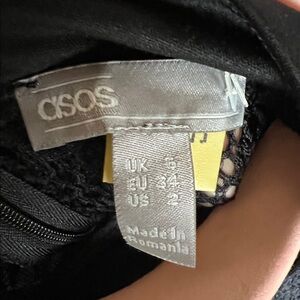 asos
UK 6
EU 34
US 2
Made in
Romania